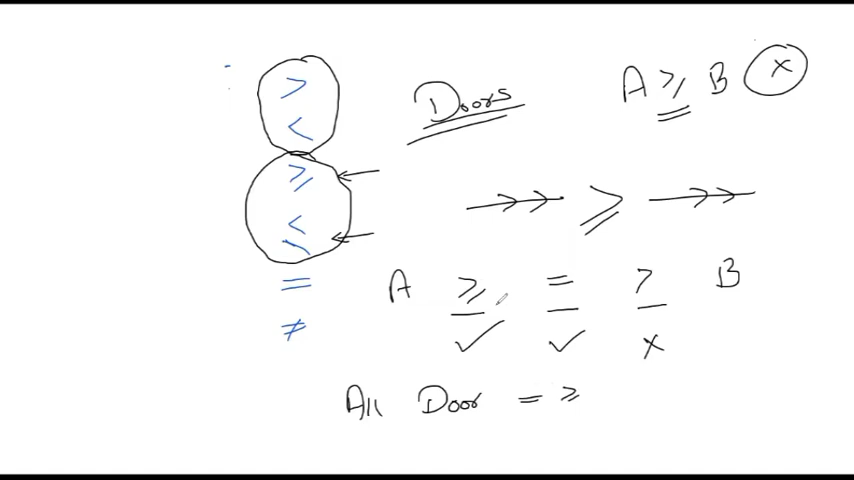 >
<
≥
≤
=
≠
Doors
A ≥ B ×
→→ ≥ →→
A ≥ = > B
✓ ✓ ×
All Door = ≥